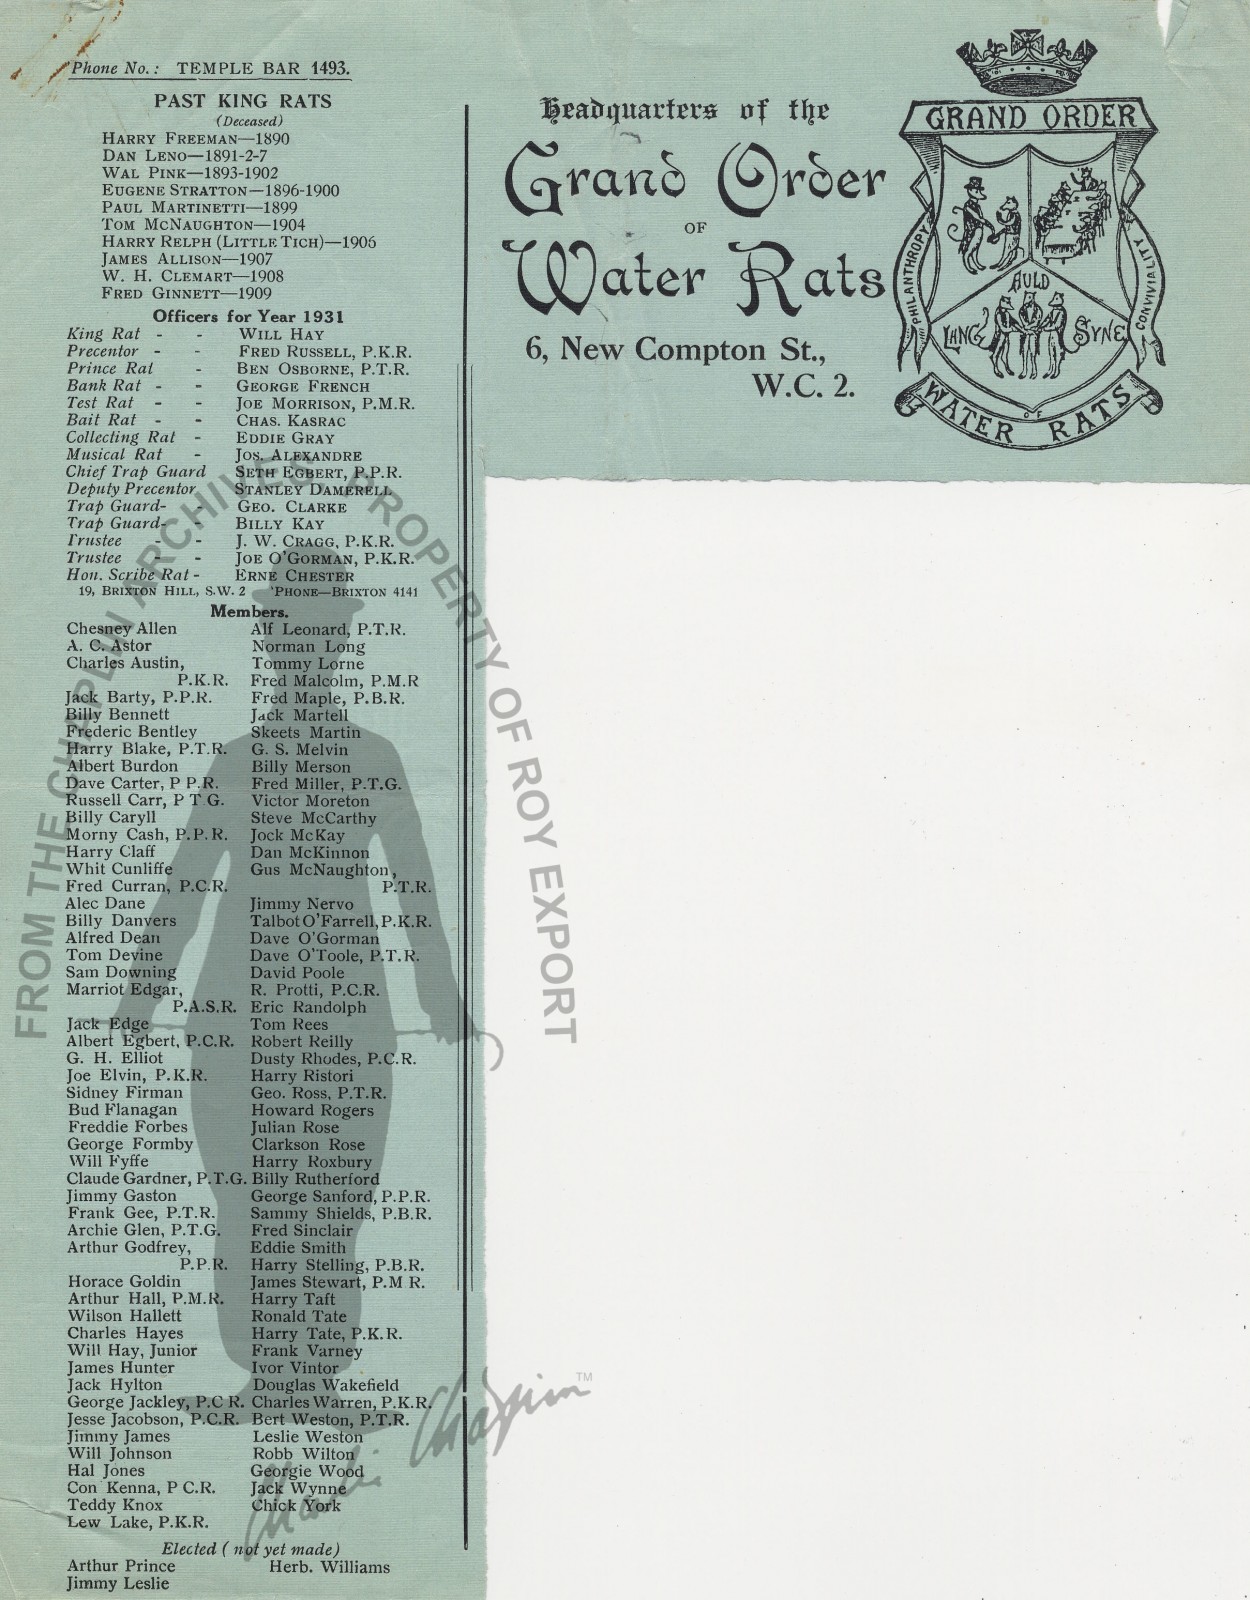 Phone No.: TEMPLE BAR 1493.
PAST KING RATS
(Deceased)
HARRY FREEMAN—1890
DAN LENO—1891-2-7
WAL PINK—1893-1902
EUGENE STRATTON—1896-1900
PAUL MARTINETTI—1899
TOM MCNAUGHTON—1904
HARRY RELPH (LITTLE TICH)—1906
JAMES ALLISON—1907
W. H. CLEMART—1908
FRED GINNETT—1909
Officers for Year 1931
King Rat - - WILL HAY
Precentor - - FRED RUSSELL, P.K.R.
Prince Rat - BEN OSBORNE, P.T.R.
Bank Rat - - GEORGE FRENCH
Test Rat - - JOE MORRISON, P.M.R.
Bait Rat - - CHAS. KASRAC
Collecting Rat - EDDIE GRAY
Musical Rat - JOS. ALEXANDRE
Chief Trap Guard SETH EGBERT, P.P.R.
Deputy Precentor STANLEY DAMERELL
Trap Guard- - GEO. CLARKE
Trap Guard- - BILLY KAY
Trustee - - J. W. CRAGG, P.K.R.
Trustee - - JOE O'GORMAN, P.K.R.
Hon. Scribe Rat - ERNE CHESTER
19, BRIXTON HILL, S.W. 2 'PHONE—BRIXTON 4141
Members.
Chesney Allen
A. C. Astor
Charles Austin,
P.K.R.
Jack Barty, P.P.R.
Billy Bennett
Frederic Bentley
Harry Blake, P.T.R.
Albert Burdon
Dave Carter, P P.R.
Russell Carr, P T G.
Billy Caryll
Morny Cash, P.P.R.
Harry Claff
Whit Cunliffe
Fred Curran, P.C.R.
Alec Dane
Billy Danvers
Alfred Dean
Tom Devine
Sam Downing
Marriot Edgar,
P.A.S.R.
Jack Edge
Albert Egbert, P.C.R.
G. H. Elliot
Joe Elvin, P.K.R.
Sidney Firman
Bud Flanagan
Freddie Forbes
George Formby
Will Fyffe
Claude Gardner, P.T.G.
Jimmy Gaston
Frank Gee, P.T.R.
Archie Glen, P.T.G.
Arthur Godfrey,
P.P.R.
Horace Goldin
Arthur Hall, P.M.R.
Wilson Hallett
Charles Hayes
Will Hay, Junior
James Hunter
Jack Hylton
George Jackley, P.C R.
Jesse Jacobson, P.C.R.
Jimmy James
Will Johnson
Hal Jones
Con Kenna, P C.R.
Teddy Knox
Lew Lake, P.K.R.
Alf Leonard, P.T.R.
Norman Long
Tommy Lorne
Fred Malcolm, P.M.R
Fred Maple, P.B.R.
Jack Martell
Skeets Martin
G. S. Melvin
Billy Merson
Fred Miller, P.T.G.
Victor Moreton
Steve McCarthy
Jock McKay
Dan McKinnon
Gus McNaughton,
P.T.R.
Jimmy Nervo
Talbot O'Farrell, P.K.R.
Dave O'Gorman
Dave O'Toole, P.T.R.
David Poole
R. Protti, P.C.R.
Eric Randolph
Tom Rees
Robert Reilly
Dusty Rhodes, P.C.R.
Harry Ristori
Geo. Ross, P.T.R.
Howard Rogers
Julian Rose
Clarkson Rose
Harry Roxbury
Billy Rutherford
George Sanford, P.P.R.
Sammy Shields, P.B.R.
Fred Sinclair
Eddie Smith
Harry Stelling, P.B.R.
James Stewart, P.M R.
Harry Taft
Ronald Tate
Harry Tate, P.K.R.
Frank Varney
Ivor Vintor
Douglas Wakefield
Charles Warren, P.K.R.
Bert Weston, P.T.R.
Leslie Weston
Robb Wilton
Georgie Wood
Jack Wynne
Chick York
Elected ( not yet made)
Arthur Prince Herb. Williams
Jimmy Leslie
Headquarters of the
Grand Order
OF
Water Rats
6, New Compton St.,
W.C. 2.
GRAND ORDER
PHILANTHROPY
CONVIVIALITY
AULD
LANG SYNE
OF
WATER RATS
FROM THE CHAPLIN ARCHIVES PROPERTY OF ROY EXPORT
Charlie Chaplin TM